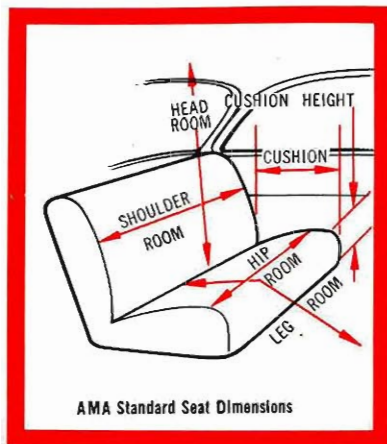 HEAD
ROOM
CUSHION HEIGHT
CUSHION
SHOULDER
ROOM
HIP
ROOM
LEG
ROOM
AMA Standard Seat Dimensions